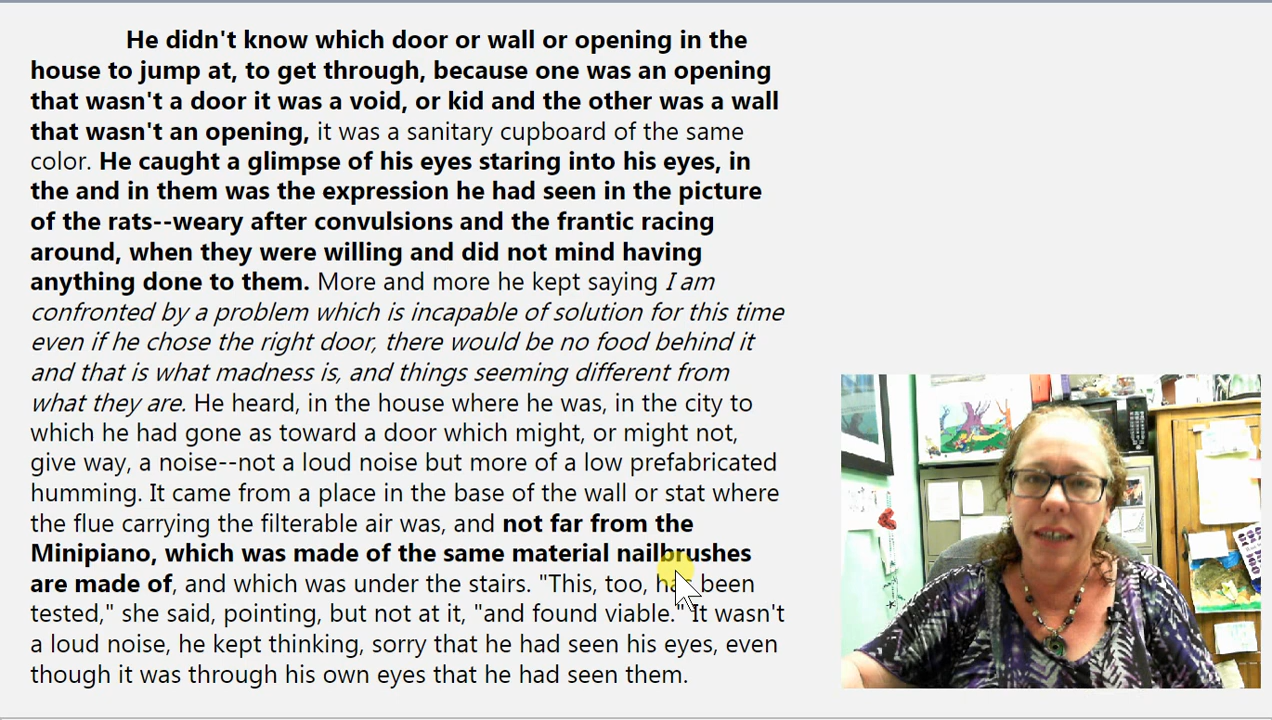 He didn't know which door or wall or opening in the
house to jump at, to get through, because one was an opening
that wasn't a door it was a void, or kid and the other was a wall
that wasn't an opening, it was a sanitary cupboard of the same
color. He caught a glimpse of his eyes staring into his eyes, in
the and in them was the expression he had seen in the picture
of the rats--weary after convulsions and the frantic racing
around, when they were willing and did not mind having
anything done to them. More and more he kept saying I am
confronted by a problem which is incapable of solution for this time
even if he chose the right door, there would be no food behind it
and that is what madness is, and things seeming different from
what they are. He heard, in the house where he was, in the city to
which he had gone as toward a door which might, or might not,
give way, a noise--not a loud noise but more of a low prefabricated
humming. It came from a place in the base of the wall or stat where
the flue carrying the filterable air was, and not far from the
Minipiano, which was made of the same material nailbrushes
are made of, and which was under the stairs. "This, too, has been
tested," she said, pointing, but not at it, "and found viable." It wasn't
a loud noise, he kept thinking, sorry that he had seen his eyes, even
though it was through his own eyes that he had seen them.